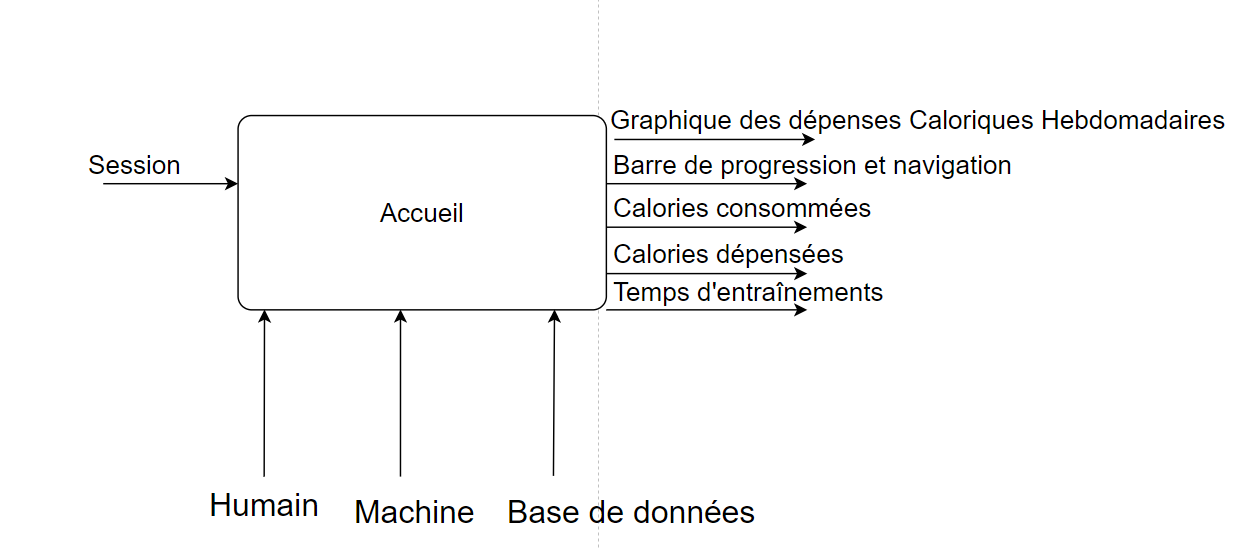 Graphique des dépenses Caloriques Hebdomadaires
Session
Barre de progression et navigation
Accueil
Calories consommées
Calories dépensées
Temps d'entraînements
Humain
Machine
Base de données